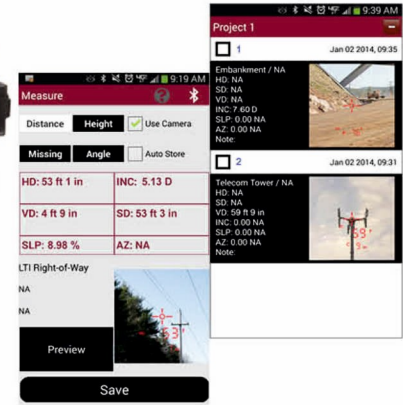 9:19 AM
Measure
Distance Height Use Camera
Missing Angle Auto Store
HD: 53 ft 1 in INC: 5.13 D
VD: 4 ft 9 in SD: 53 ft 3 in
SLP: 8.98 % AZ: NA
LTI Right-of-Way
NA
NA
53'
Preview
Save
9:39 AM
Project 1
1 Jan 02 2014, 09:35
Embankment / NA
HD: NA
SD: NA
VD: NA
INC: 7.60 D
SLP: 0.00 NA
AZ: 0.00 NA
Note:
2 Jan 02 2014, 09:31
Telecom Tower / NA
HD: NA
SD: NA
VD: 59 ft 9 in
INC: 0.00 NA
SLP: 0.00 NA
AZ: 0.00 NA
Note:
59'